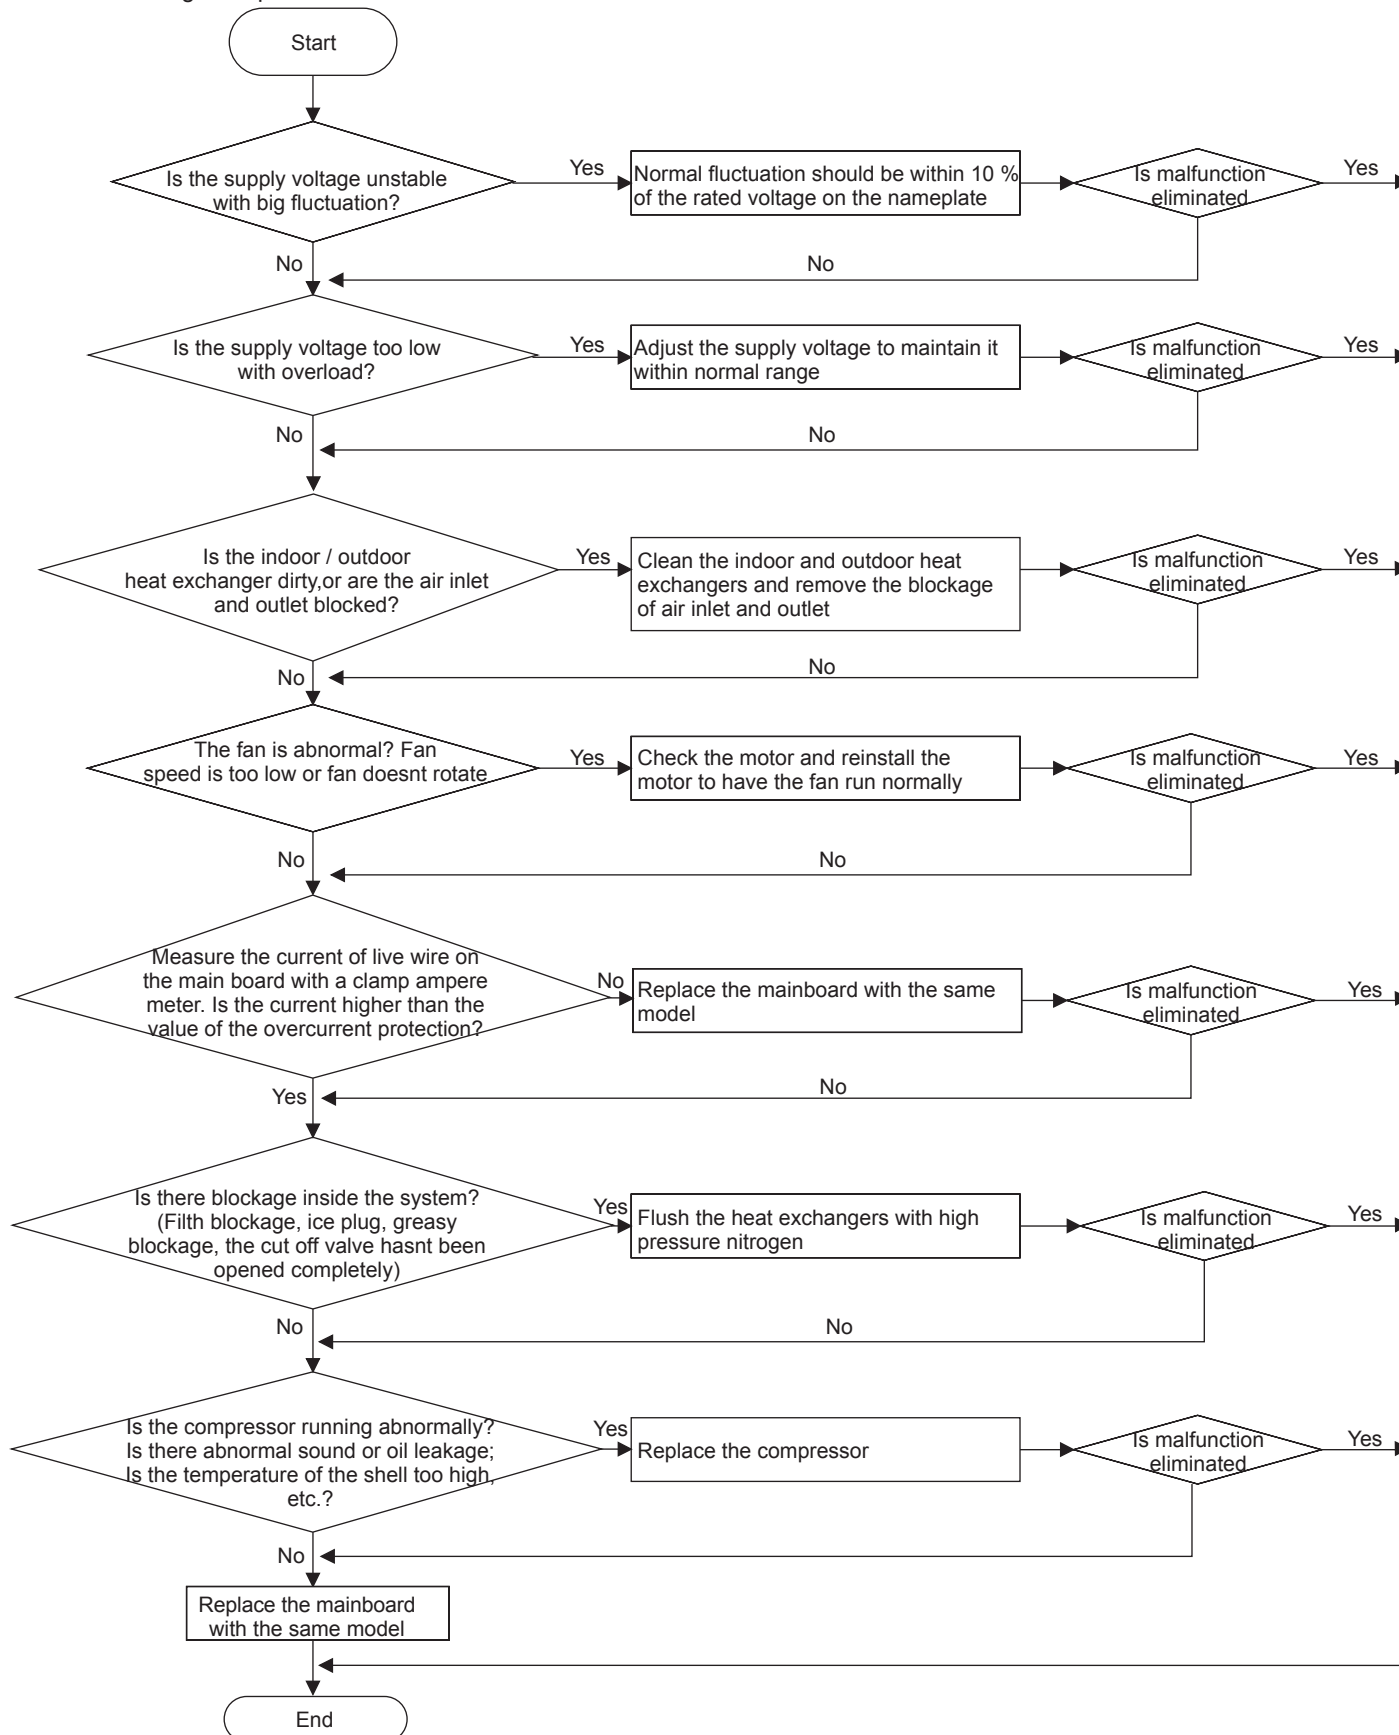 Start
Is the supply voltage unstable
with big fluctuation?
Yes
Normal fluctuation should be within 10 %
of the rated voltage on the nameplate
Is malfunction
eliminated
Yes
No
No
Is the supply voltage too low
with overload?
Yes
Adjust the supply voltage to maintain it
within normal range
Is malfunction
eliminated
Yes
No
No
Is the indoor / outdoor
heat exchanger dirty,or are the air inlet
and outlet blocked?
Yes
Clean the indoor and outdoor heat
exchangers and remove the blockage
of air inlet and outlet
Is malfunction
eliminated
Yes
No
No
The fan is abnormal? Fan
speed is too low or fan doesnt rotate
Yes
Check the motor and reinstall the
motor to have the fan run normally
Is malfunction
eliminated
Yes
No
No
Measure the current of live wire on
the main board with a clamp ampere
meter. Is the current higher than the
value of the overcurrent protection?
No
Replace the mainboard with the same
model
Is malfunction
eliminated
Yes
Yes
No
Is there blockage inside the system?
(Filth blockage, ice plug, greasy
blockage, the cut off valve hasnt been
opened completely)
Yes
Flush the heat exchangers with high
pressure nitrogen
Is malfunction
eliminated
Yes
No
No
Is the compressor running abnormally?
Is there abnormal sound or oil leakage;
Is the temperature of the shell too high,
etc.?
Yes
Replace the compressor
Is malfunction
eliminated
Yes
No
Replace the mainboard
with the same model
End